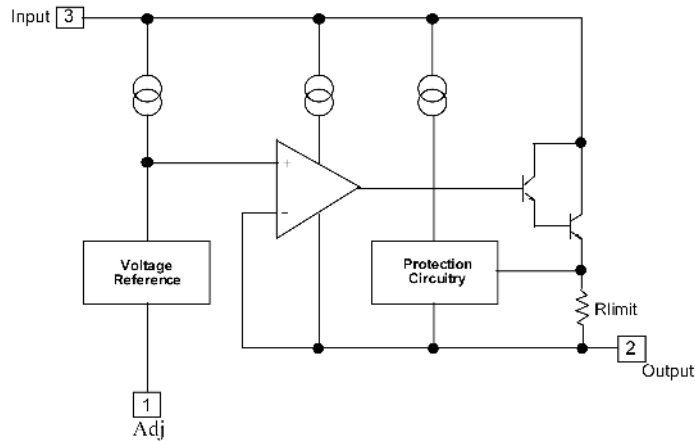 Input 3
+
−
Voltage
Reference
Protection
Circuitry
Rlimit
2
Output
1
Adj